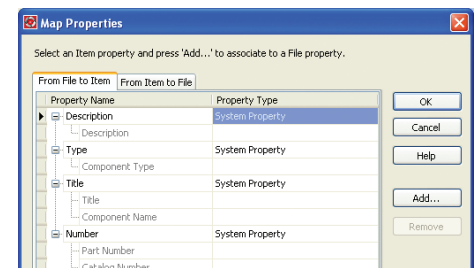 Map Properties
Select an Item property and press 'Add...' to associate to a File property.
From File to Item From Item to File
Property Name Property Type
Description System Property
Description
Type System Property
Component Type
Title System Property
Title
Component Name
Number System Property
Part Number
Catalog Number
OK
Cancel
Help
Add...
Remove